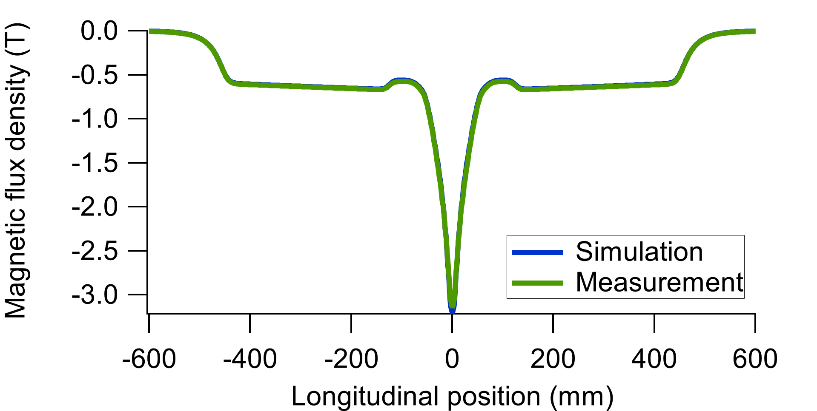 Magnetic flux density (T)
0.0
-0.5
-1.0
-1.5
-2.0
-2.5
-3.0
Simulation
Measurement
-600 -400 -200 0 200 400 600
Longitudinal position (mm)